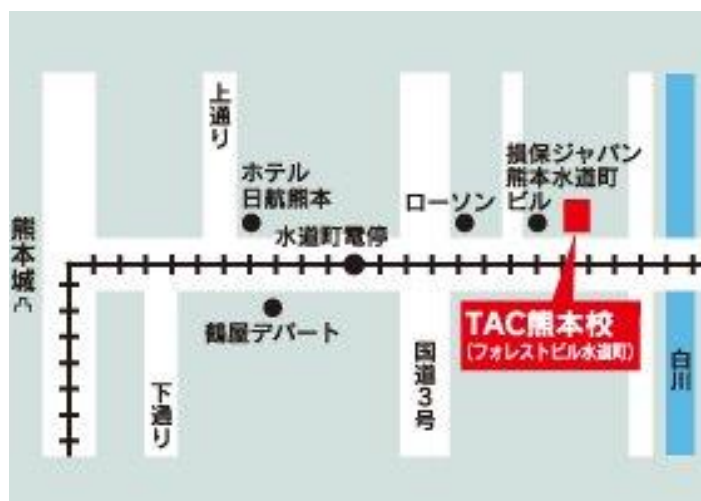 上通り
ホテル
日航熊本
損保ジャパン
熊本水道町
ビル
ローソン
熊本城
水道町電停
鶴屋デパート
TAC熊本校
(フォレストビル水道町)
下通り
国道3号
白川